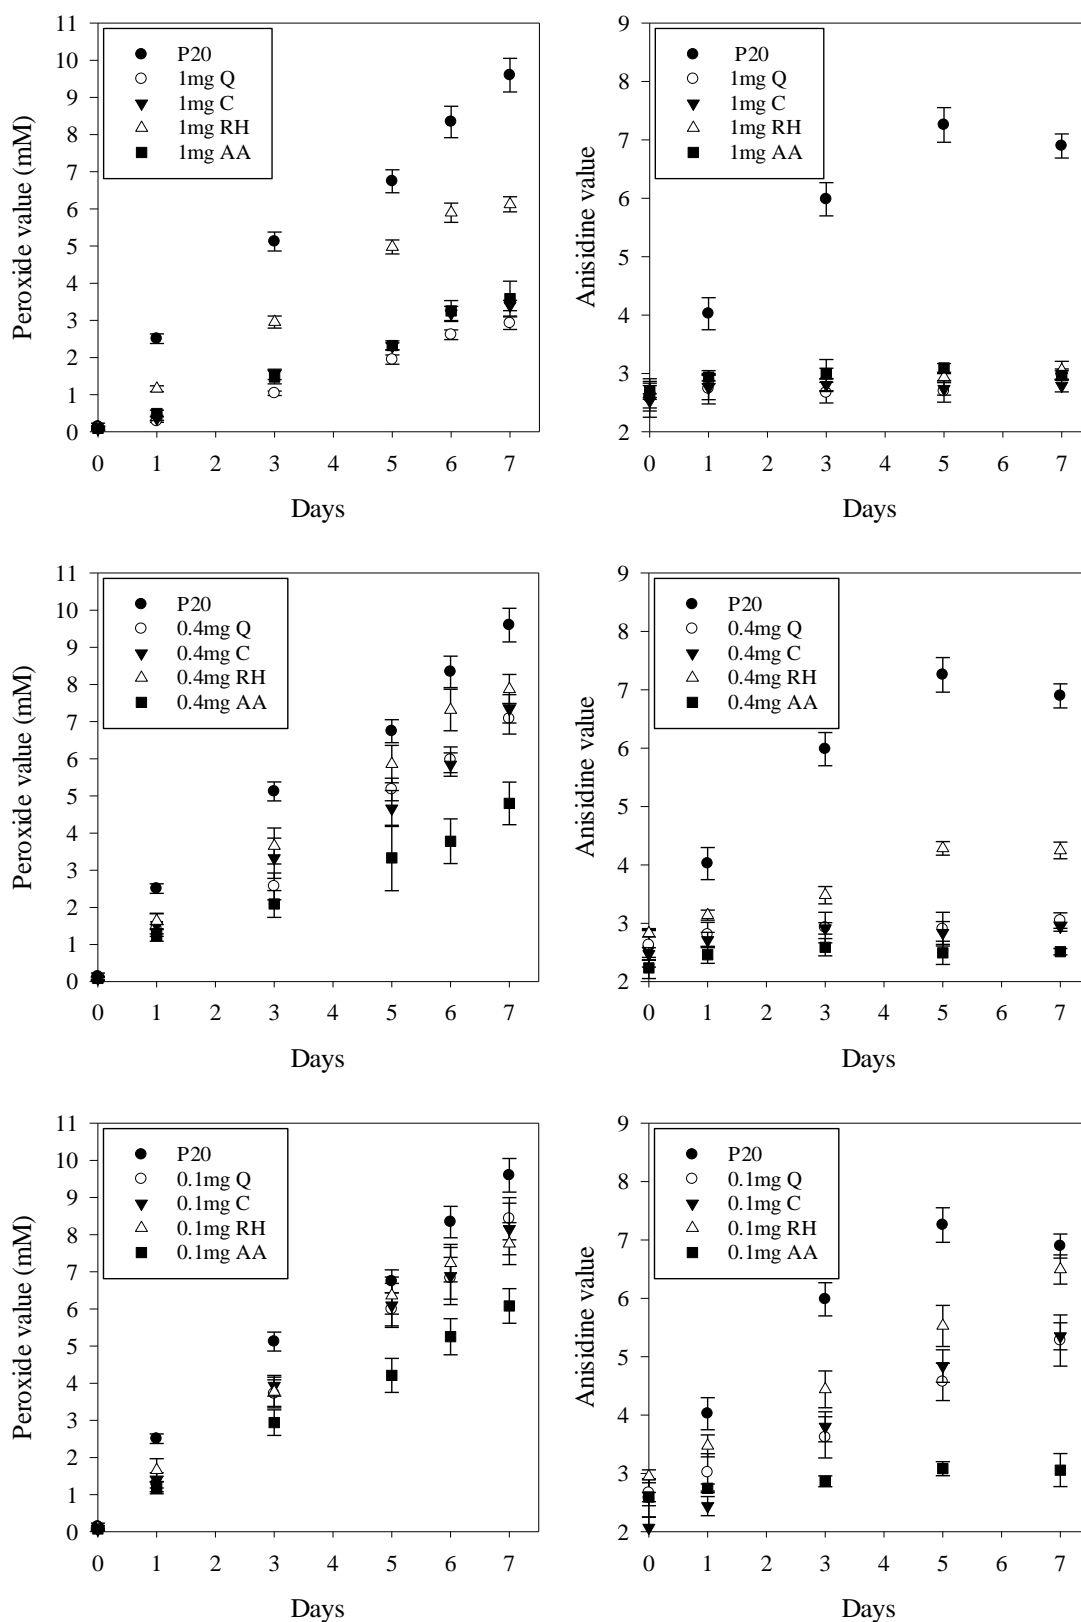 11
10
9
8
7
6
5
4
3
2
1
0
Peroxide value (mM)
P20
1mg Q
1mg C
1mg RH
1mg AA
0 1 2 3 4 5 6 7
Days
9
8
7
6
5
4
3
2
Anisidine value
P20
1mg Q
1mg C
1mg RH
1mg AA
0 1 2 3 4 5 6 7
Days
11
10
9
8
7
6
5
4
3
2
1
0
Peroxide value (mM)
P20
0.4mg Q
0.4mg C
0.4mg RH
0.4mg AA
0 1 2 3 4 5 6 7
Days
9
8
7
6
5
4
3
2
Anisidine value
P20
0.4mg Q
0.4mg C
0.4mg RH
0.4mg AA
0 1 2 3 4 5 6 7
Days
11
10
9
8
7
6
5
4
3
2
1
0
Peroxide value (mM)
P20
0.1mg Q
0.1mg C
0.1mg RH
0.1mg AA
0 1 2 3 4 5 6 7
Days
9
8
7
6
5
4
3
2
Anisidine value
P20
0.1mg Q
0.1mg C
0.1mg RH
0.1mg AA
0 1 2 3 4 5 6 7
Days